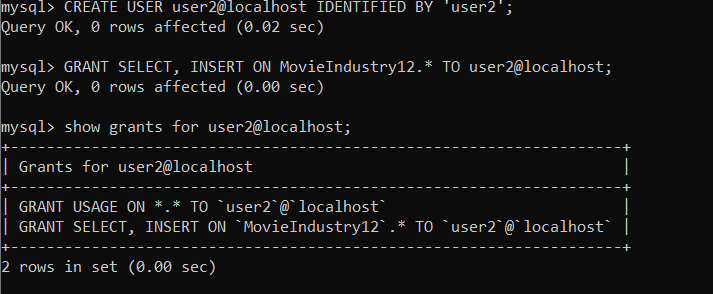 mysql> CREATE USER user2@localhost IDENTIFIED BY 'user2';
Query OK, 0 rows affected (0.02 sec)
mysql> GRANT SELECT, INSERT ON MovieIndustry12.* TO user2@localhost;
Query OK, 0 rows affected (0.00 sec)
mysql> show grants for user2@localhost;
+-----------------------------------------------------------------+
| Grants for user2@localhost                                      |
+-----------------------------------------------------------------+
| GRANT USAGE ON *.* TO `user2`@`localhost`                       |
| GRANT SELECT, INSERT ON `MovieIndustry12`.* TO `user2`@`localhost` |
+-----------------------------------------------------------------+
2 rows in set (0.00 sec)